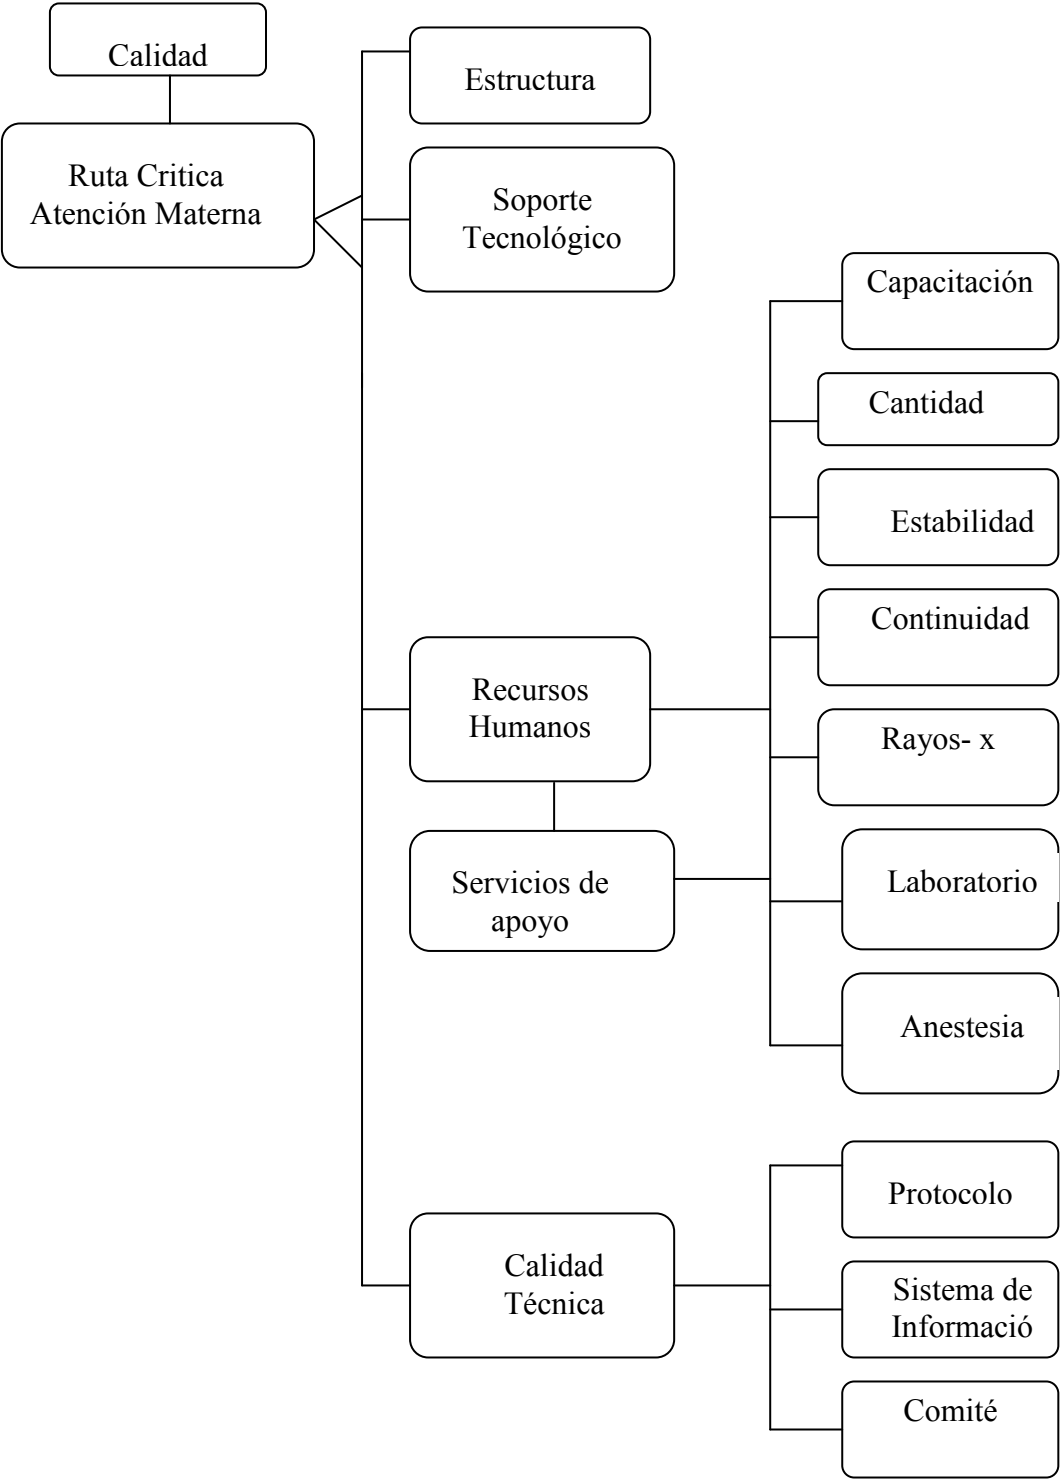 Calidad
Ruta Critica
Atención Materna
Estructura
Soporte
Tecnológico
Recursos
Humanos
Servicios de
apoyo
Calidad
Técnica
Capacitación
Cantidad
Estabilidad
Continuidad
Rayos- x
Laboratorio
Anestesia
Protocolo
Sistema de
Informació
Comité